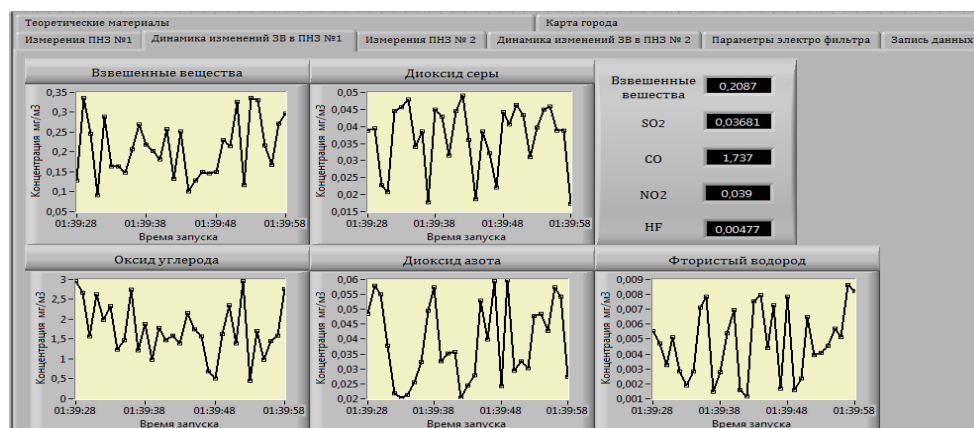 Теоретические материалы
Карта города
Измерения ПНЗ №1
Динамика изменений ЗВ в ПНЗ №1
Измерения ПНЗ № 2
Динамика изменений ЗВ в ПНЗ № 2
Параметры электро фильтра
Запись данных
Взвешенные вещества
Концентрация мг/м3
0,35
0,3
0,25
0,2
0,15
0,1
0,05
01:39:28
01:39:38
01:39:48
01:39:58
Время запуска
Диоксид серы
Концентрация мг/м3
0,05
0,04
0,03
0,02
0,015
01:39:28
01:39:38
01:39:48
01:39:58
Время запуска
Взвешенные
вешества
0,2087
SO2
0,03681
CO
1,737
NO2
0,039
HF
0,00477
Оксид углерода
Концентрация мг/м3
3
2,5
2
1,5
1
0,5
0
01:39:28
01:39:38
01:39:48
01:39:58
Время запуска
Диоксид азота
Концентрация мг/м3
0,06
0,055
0,05
0,045
0,04
0,035
0,03
0,025
0,02
01:39:28
01:39:38
01:39:48
01:39:58
Время запуска
Фтористый водород
Концентрация мг/м3
0,009
0,008
0,007
0,006
0,005
0,004
0,003
0,002
0,001
01:39:28
01:39:38
01:39:48
01:39:58
Время запуска